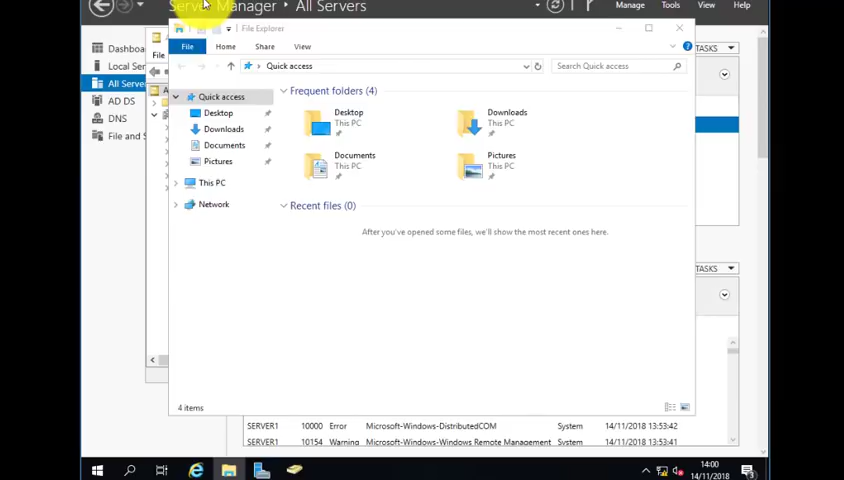 Server Manager › All Servers
Manage Tools View Help
File Explorer
File Home Share View
Quick access
Search Quick access
Dashboa
Local Ser
All Serve
AD DS
DNS
File and S
File
Quick access
Desktop
Downloads
Documents
Pictures
This PC
Network
Frequent folders (4)
Desktop
This PC
Downloads
This PC
Documents
This PC
Pictures
This PC
Recent files (0)
After you've opened some files, we'll show the most recent ones here.
4 items
TASKS
TASKS
SERVER1 10000 Error Microsoft-Windows-DistributedCOM System 14/11/2018 13:53:42
SERVER1 10154 Warning Microsoft-Windows-Windows Remote Management System 14/11/2018 13:53:41
14:00
14/11/2018
3